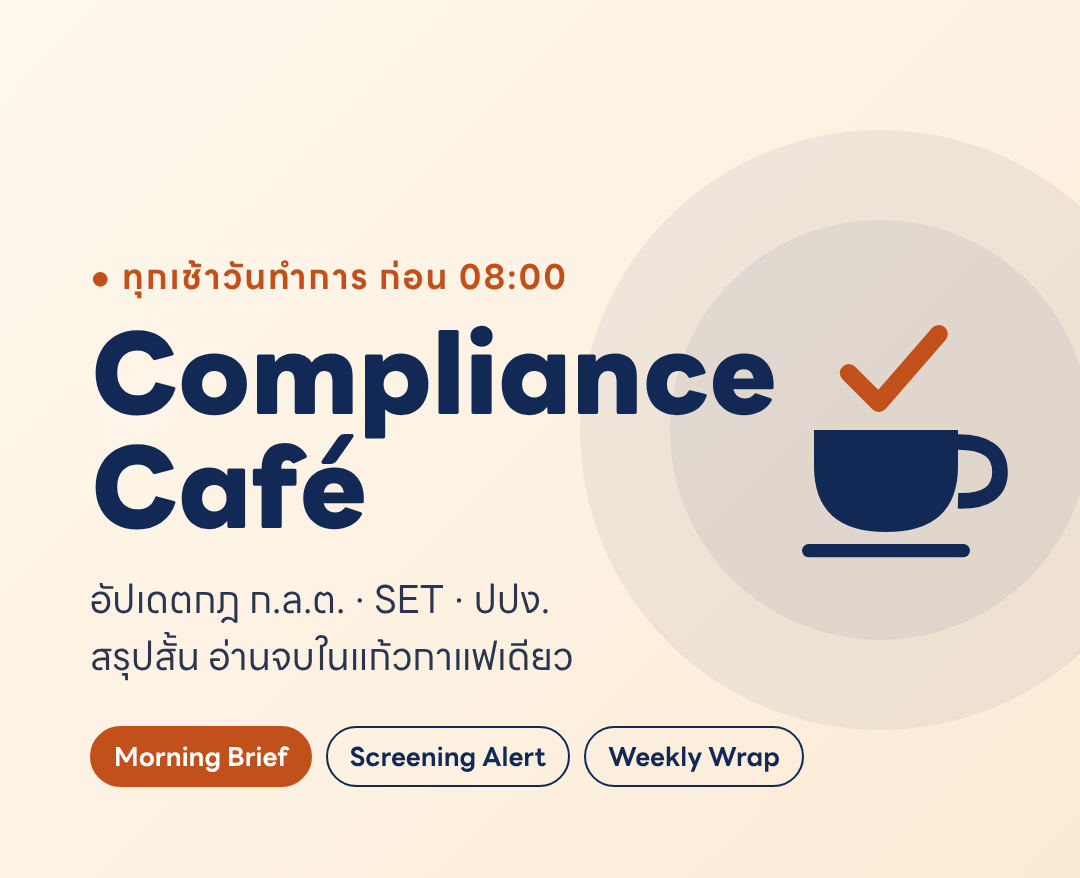 • ทุกเช้าวันทำการ ก่อน 08:00
Compliance
Café
อัปเดตกฎ ก.ล.ต. · SET · ปปง.
สรุปสั้น อ่านจบในแก้วกาแฟเดียว
Morning Brief Screening Alert Weekly Wrap